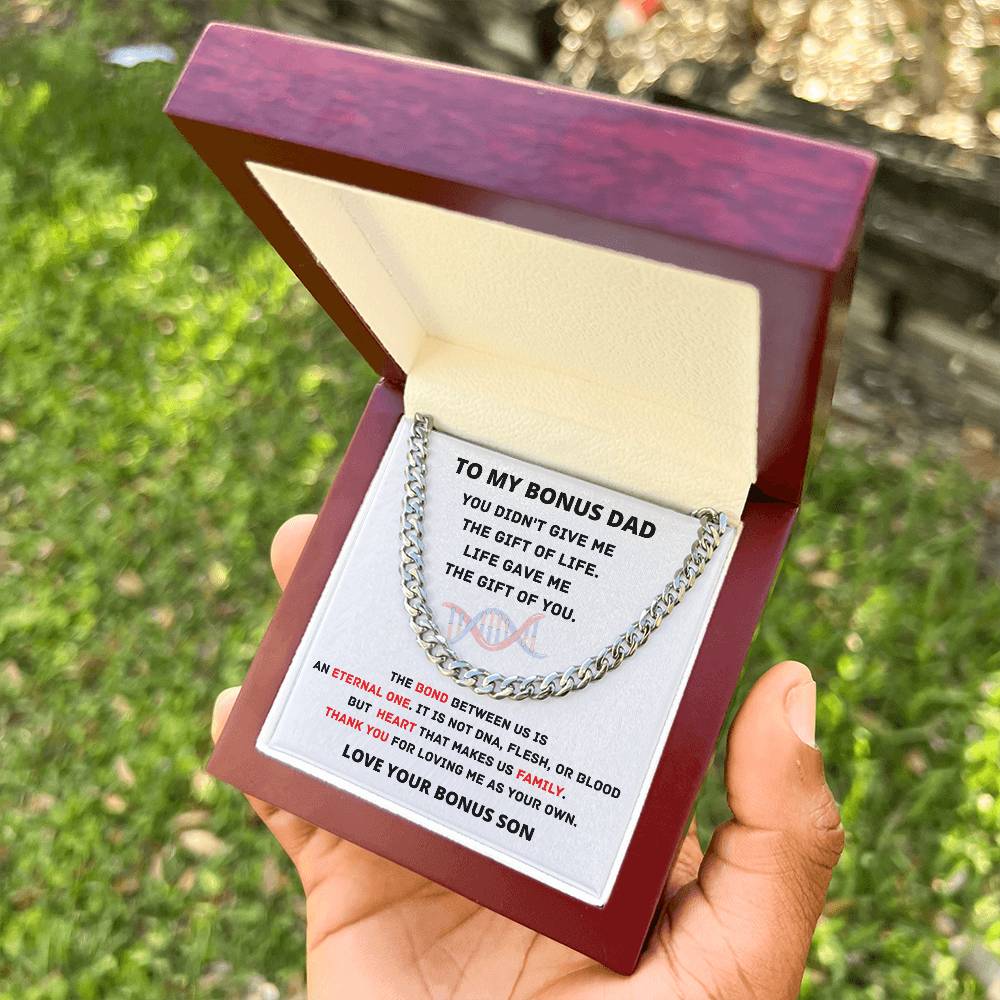 TO MY BONUS DAD
YOU DIDN'T GIVE ME
THE GIFT OF LIFE.
LIFE GAVE ME
THE GIFT OF YOU.
THE BOND BETWEEN US IS
AN ETERNAL ONE. IT IS NOT DNA, FLESH, OR BLOOD
BUT HEART THAT MAKES US FAMILY.
THANK YOU FOR LOVING ME AS YOUR OWN.
LOVE YOUR BONUS SON